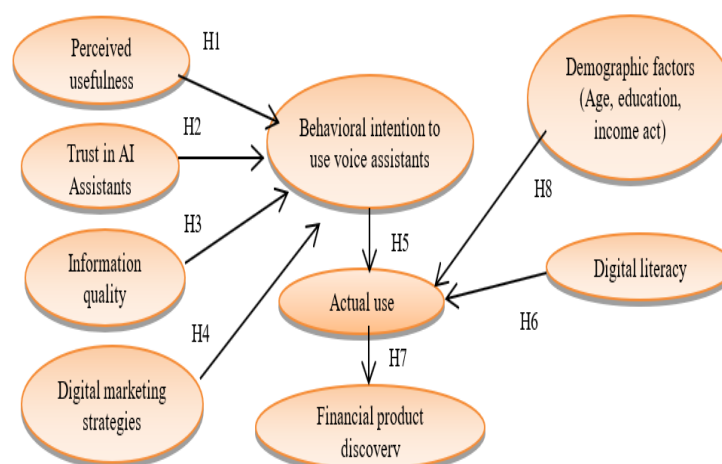 Perceived
usefulness
H1
Trust in AI
Assistants
H2
Information
quality
H3
Digital marketing
strategies
H4
Behavioral intention to
use voice assistants
H5
Actual use
H7
Financial product
discovery
Demographic factors
(Age, education,
income act)
H8
Digital literacy
H6